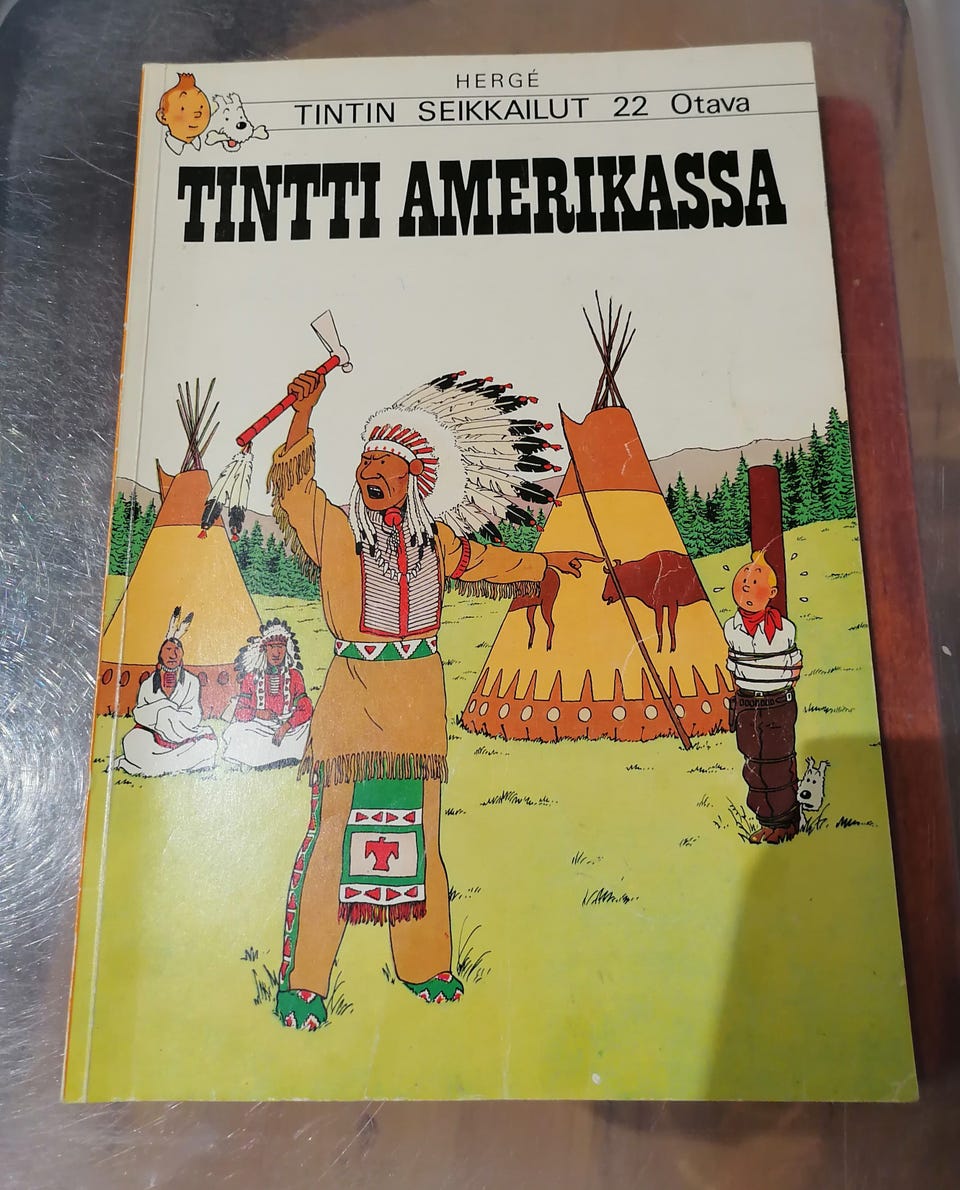 HERGÉ
TINTIN SEIKKAILUT 22 Otava
TINTTI AMERIKASSA